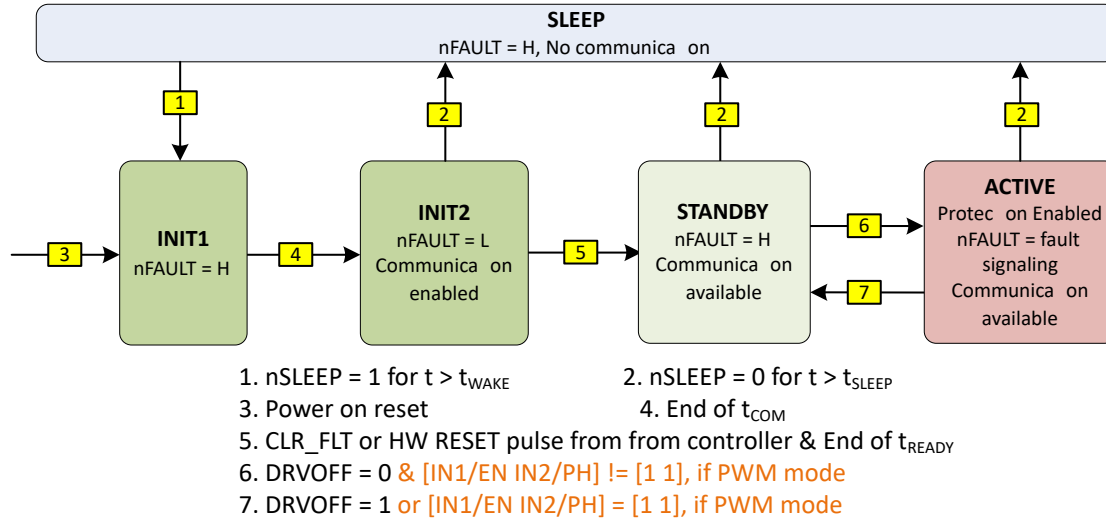 SLEEP
nFAULT = H, No communica on
1
2
2
2
INIT1
nFAULT = H
INIT2
nFAULT = L
Communica on
enabled
STANDBY
nFAULT = H
Communica on
available
ACTIVE
Protec on Enabled
nFAULT = fault
signaling
Communica on
available
3
4
5
6
7
1. nSLEEP = 1 for t > tWAKE 2. nSLEEP = 0 for t > tSLEEP
3. Power on reset 4. End of tCOM
5. CLR_FLT or HW RESET pulse from from controller & End of tREADY
6. DRVOFF = 0 & [IN1/EN IN2/PH] != [1 1], if PWM mode
7. DRVOFF = 1 or [IN1/EN IN2/PH] = [1 1], if PWM mode